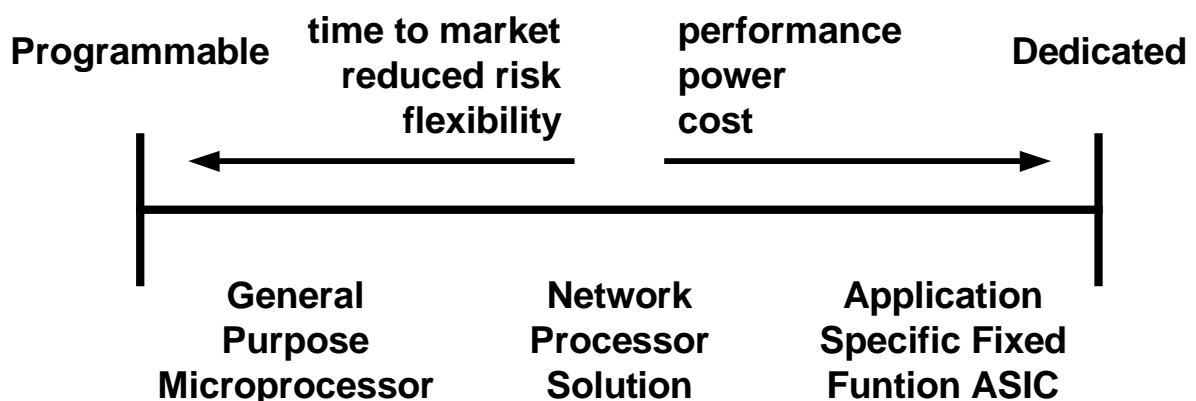 Programmable
time to market
reduced risk
flexibility
performance
power
cost
Dedicated
General
Purpose
Microprocessor
Network
Processor
Solution
Application
Specific Fixed
Funtion ASIC